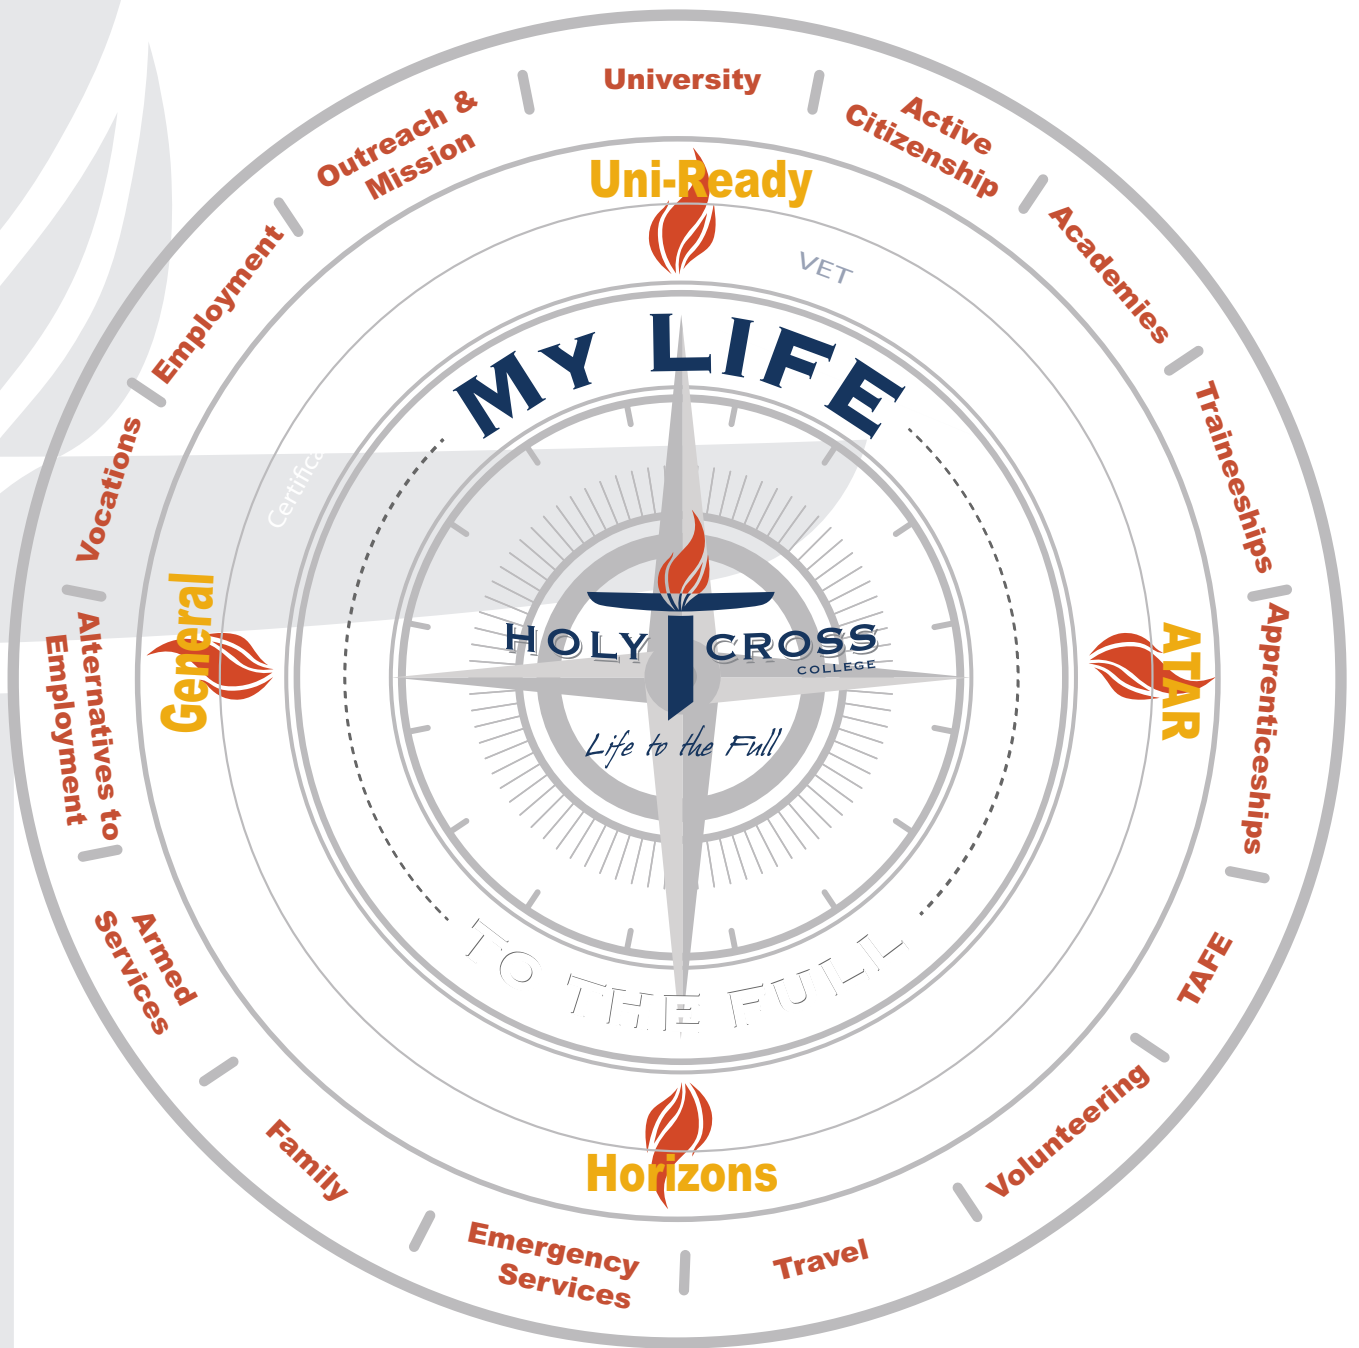 University
Active
Citizenship
Academies
Traineeships
Apprenticeships
TAFE
Volunteering
Travel
Emergency
Services
Family
Armed
Services
Alternatives to
Employment
Vocations
Employment
Outreach &
Mission
Uni-Ready
VET
ATAR
Horizons
General
MY LIFE
HOLY CROSS
COLLEGE
Life to the Full
TO THE FULL